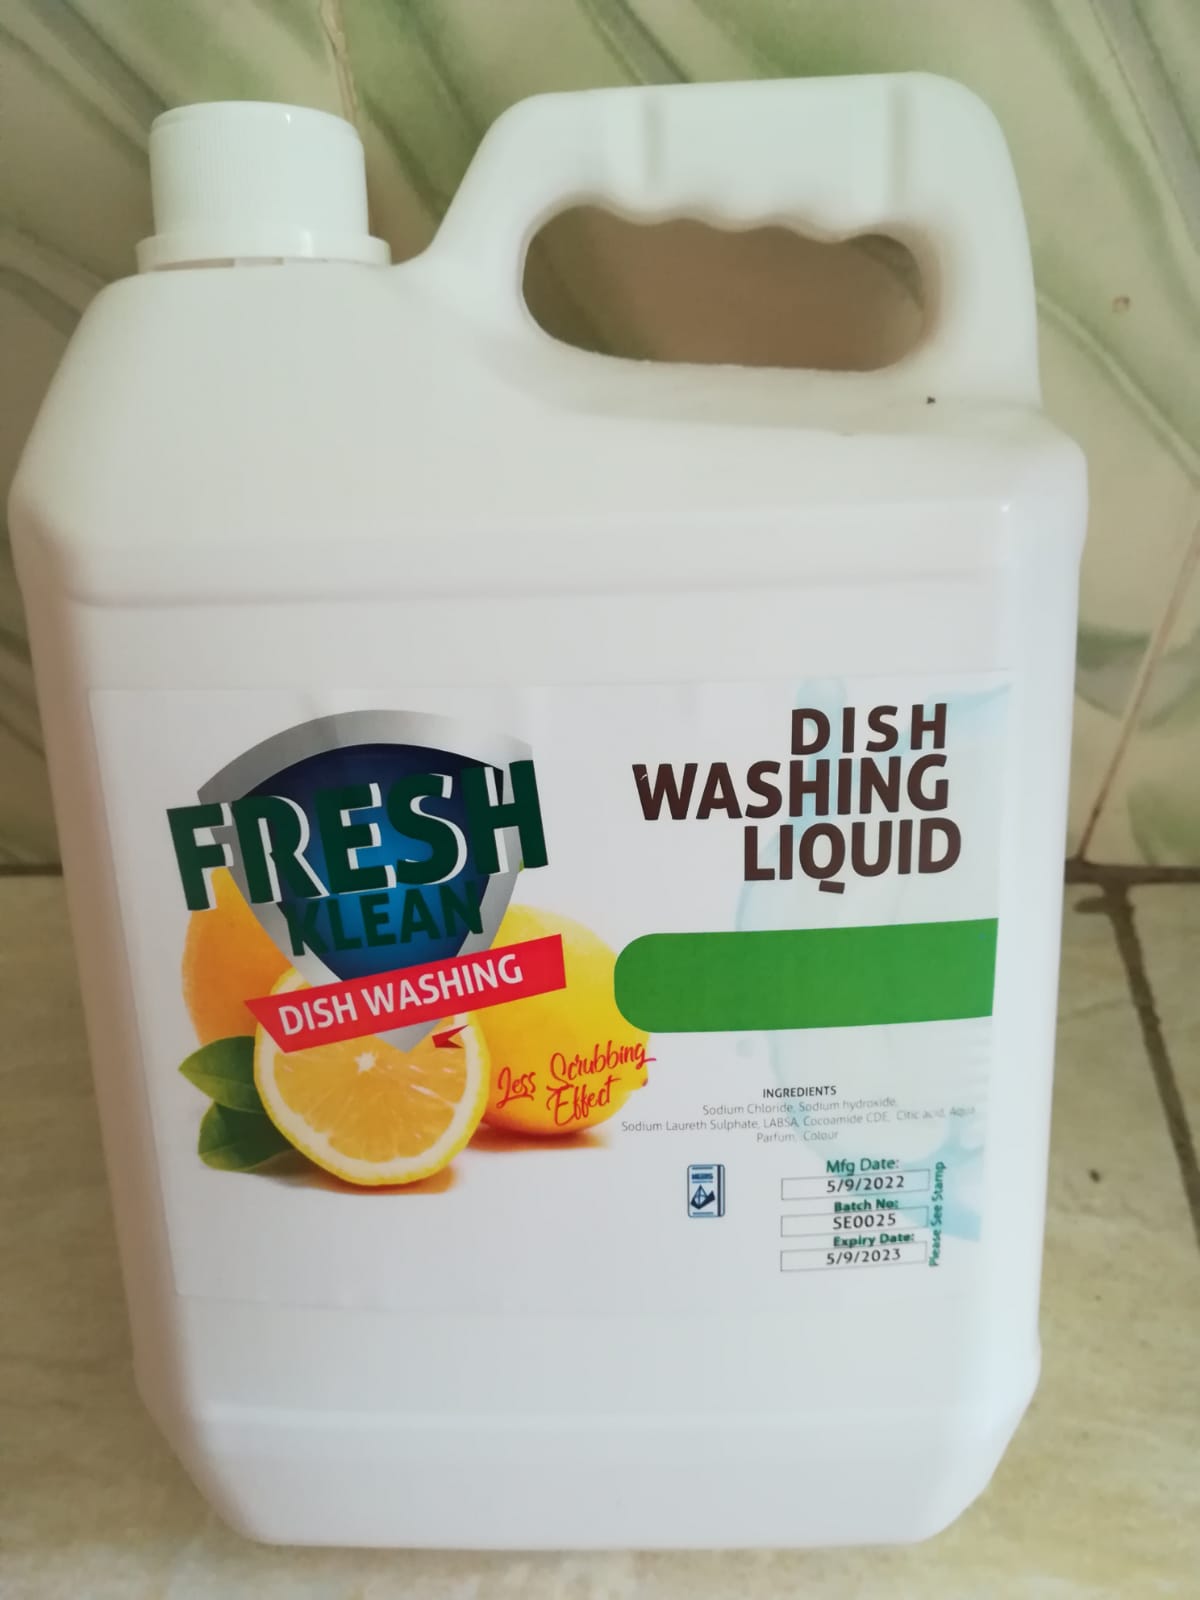 FRESH
KLEAN
DISH WASHING
Less Scrubbing
Effect
DISH
WASHING
LIQUID
INGREDIENTS
Sodium Chloride, Sodium hydroxide,
Sodium Laureth Sulphate, LABSA, Cocoamide CDE, Citic acid, Aqua
Parfum, .Colour
Mfg Date:
5/9/2022
Batch No:
SE0025
Expiry Date:
5/9/2023
Please See Stamp